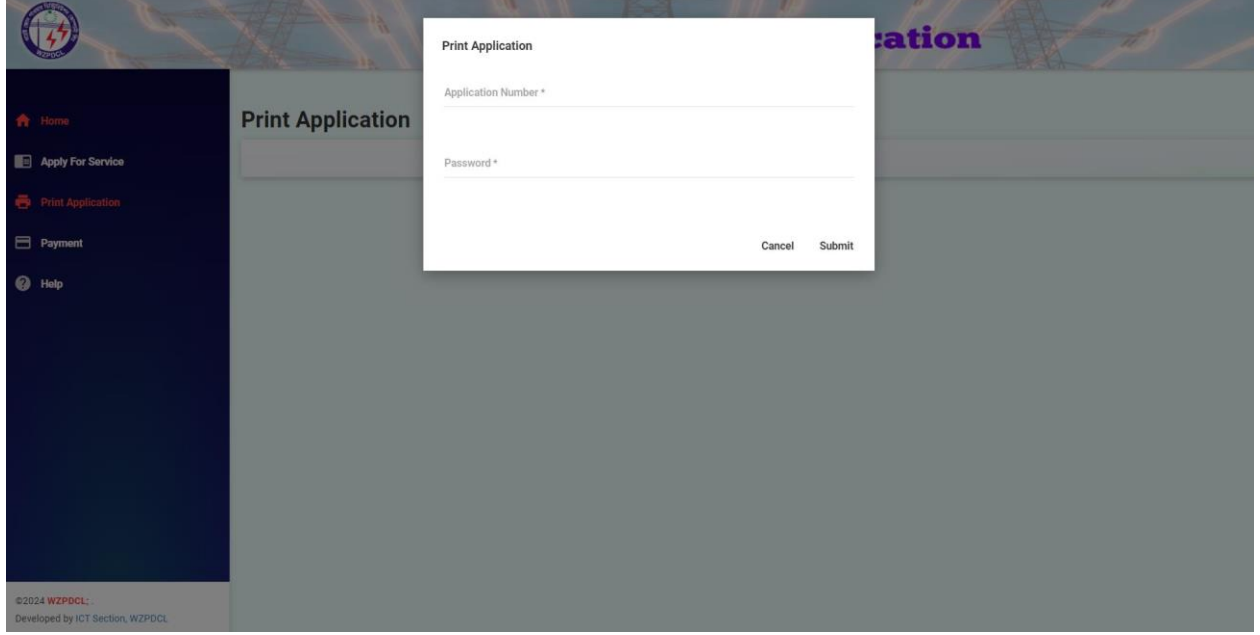 WZPDCL
cation
Print Application
Application Number *
Password *
Cancel Submit
Print Application
Home
Apply For Service
Print Application
Payment
Help
©2024 WZPDCL; .
Developed by ICT Section, WZPDCL